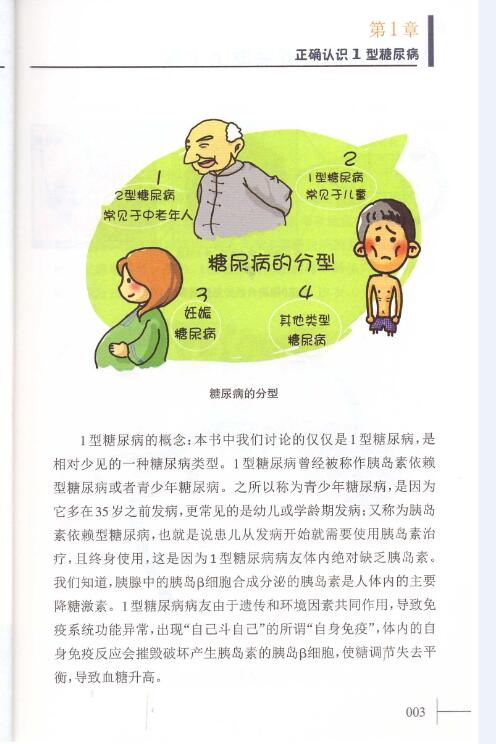 第1章
正确认识1型糖尿病
1
2型糖尿病
常见于中老年人
2
1型糖尿病
常见于儿童
糖尿病的分型
3
妊娠
糖尿病
4
其他类型
糖尿病
糖尿病的分型
1型糖尿病的概念:本书中我们讨论的仅仅是1型糖尿病,是
相对少见的一种糖尿病类型。1型糖尿病曾经被称作胰岛素依赖
型糖尿病或者青少年糖尿病。之所以称为青少年糖尿病,是因为
它多在35岁之前发病,更常见的是幼儿或学龄期发病;又称为胰岛
素依赖型糖尿病,也就是说患儿从发病开始就需要使用胰岛素治
疗,且终身使用,这是因为1型糖尿病病友体内绝对缺乏胰岛素。
我们知道,胰腺中的胰岛β细胞合成分泌的胰岛素是人体内的主要
降糖激素。1型糖尿病病友由于遗传和环境因素共同作用,导致免
疫系统功能异常,出现“自己斗自己”的所谓“自身免疫”,体内的自
身免疫反应会摧毁破坏产生胰岛素的胰岛β细胞,使糖调节失去平
衡,导致血糖升高。
003